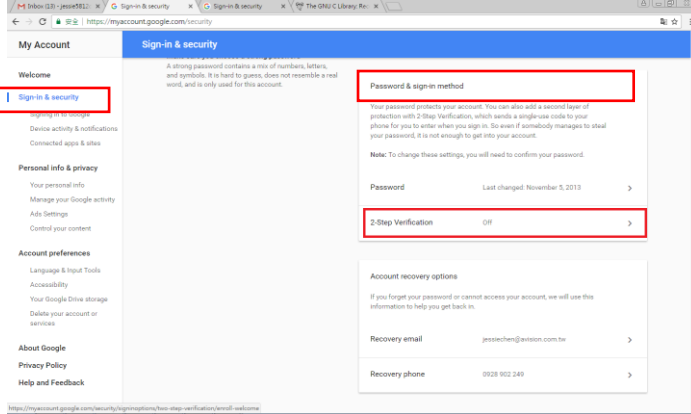 Inbox (13) - jessie5812
Sign-in & security
Sign-in & security
The GNU C Library: Re
安全 | https://myaccount.google.com/security
My Account
Sign-in & security
Welcome
Sign-in & security
Signing in to Google
Device activity & notifications
Connected apps & sites
Personal info & privacy
Your personal info
Manage your Google activity
Ads Settings
Control your content
Account preferences
Language & Input Tools
Accessibility
Your Google Drive storage
Delete your account or
services
About Google
Privacy Policy
Help and Feedback
A strong password contains a mix of numbers, letters,
and symbols. It is hard to guess, does not resemble a real
word, and is only used for this account.
Password & sign-in method
Your password protects your account. You can also add a second layer of
protection with 2-Step Verification, which sends a single-use code to your
phone for you to enter when you sign in. So even if somebody manages to steal
your password, it is not enough to get into your account.
Note: To change these settings, you will need to confirm your password.
Password Last changed: November 5, 2013
2-Step Verification Off
Account recovery options
If you forget your password or cannot access your account, we will use this
information to help you get back in.
Recovery email jessiechen@avision.com.tw
Recovery phone 0928 902 249
https://myaccount.google.com/security/signinoptions/two-step-verification/enroll-welcome